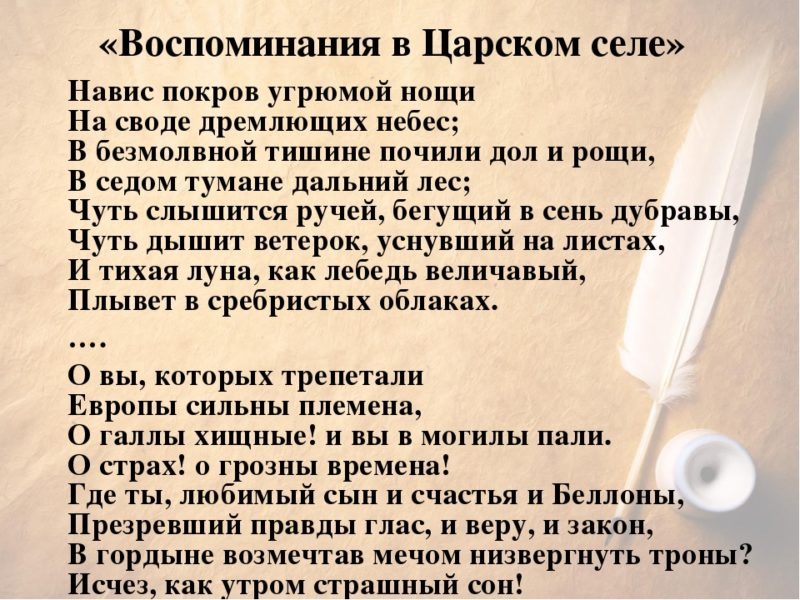 «Воспоминания в Царском селе»
Навис покров угрюмой нощи
На своде дремлющих небес;
В безмолвной тишине почили дол и рощи,
В седом тумане дальний лес;
Чуть слышится ручей, бегущий в сень дубравы,
Чуть дышит ветерок, уснувший на листах,
И тихая луна, как лебедь величавый,
Плывет в сребристых облаках.
….
О вы, которых трепетали
Европы сильны племена,
О галлы хищные! и вы в могилы пали.
О страх! о грозны времена!
Где ты, любимый сын и счастья и Беллоны,
Презревший правды глас, и веру, и закон,
В гордыне возмечтав мечом низвергнуть троны?
Исчез, как утром страшный сон!